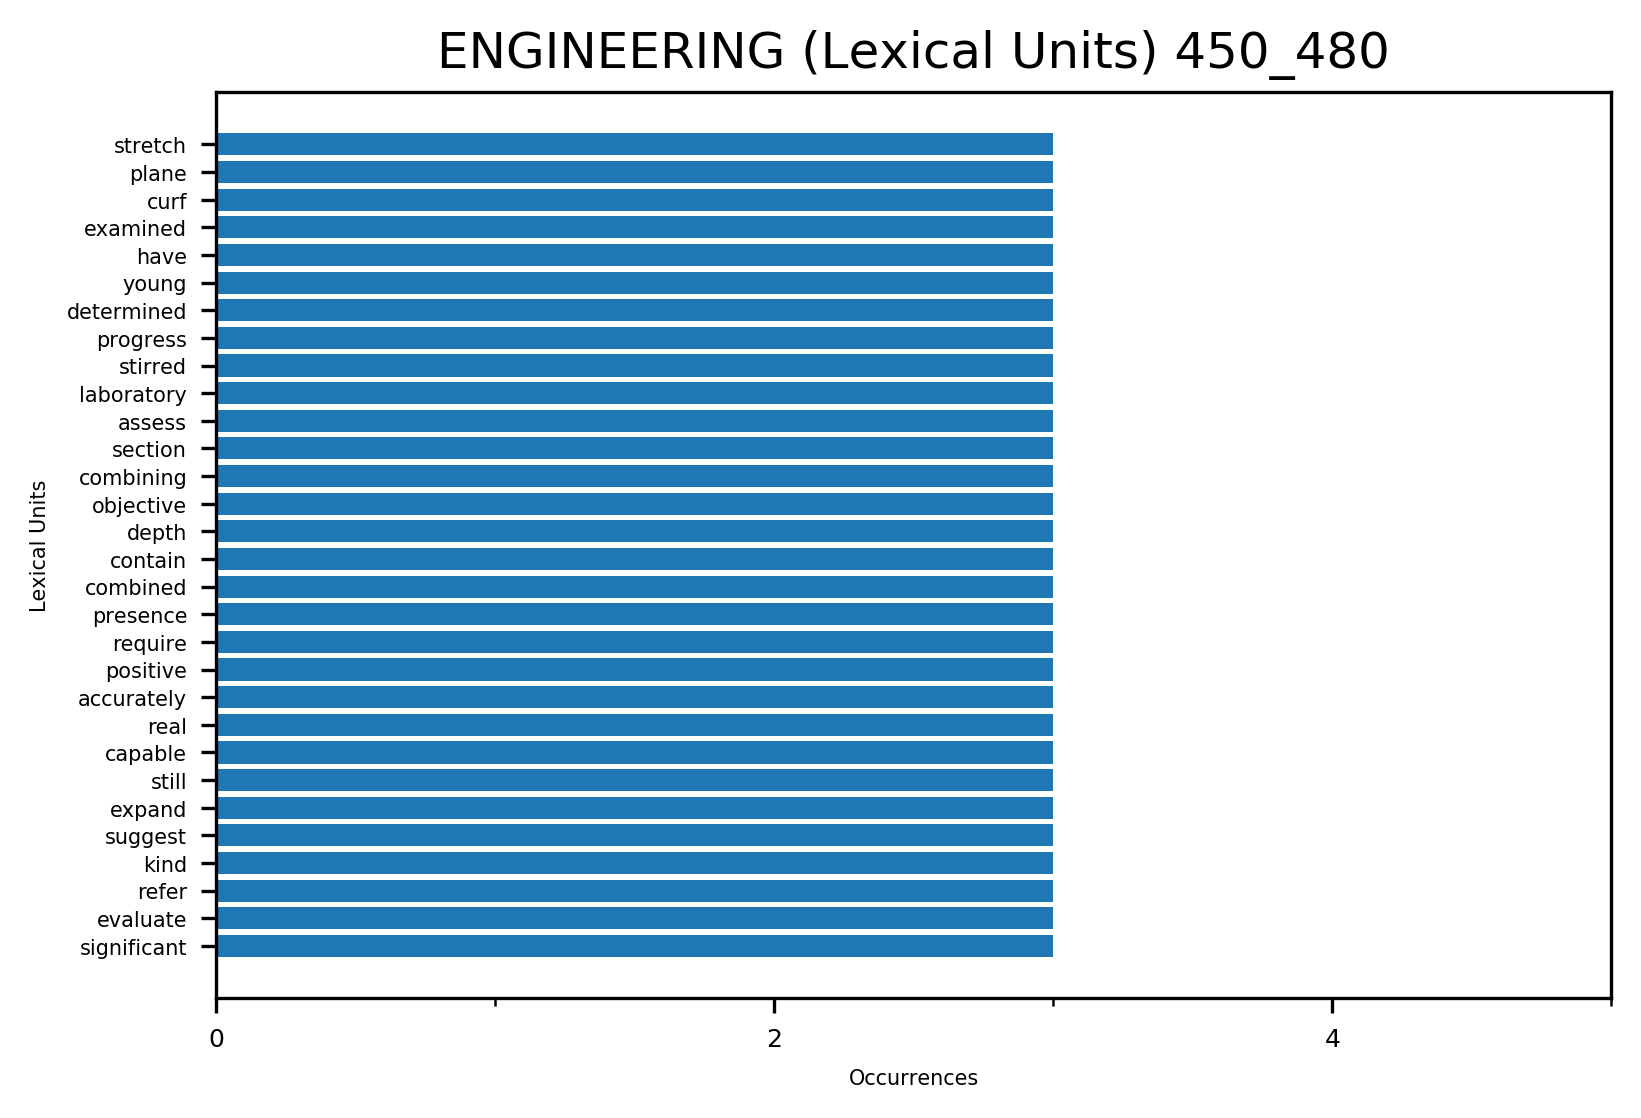 ENGINEERING (Lexical Units) 450_480
stretch
plane
curf
examined
have
young
determined
progress
stirred
laboratory
assess
section
combining
objective
depth
contain
combined
presence
require
positive
accurately
real
capable
still
expand
suggest
kind
refer
evaluate
significant
Lexical Units
0 2 4
Occurrences